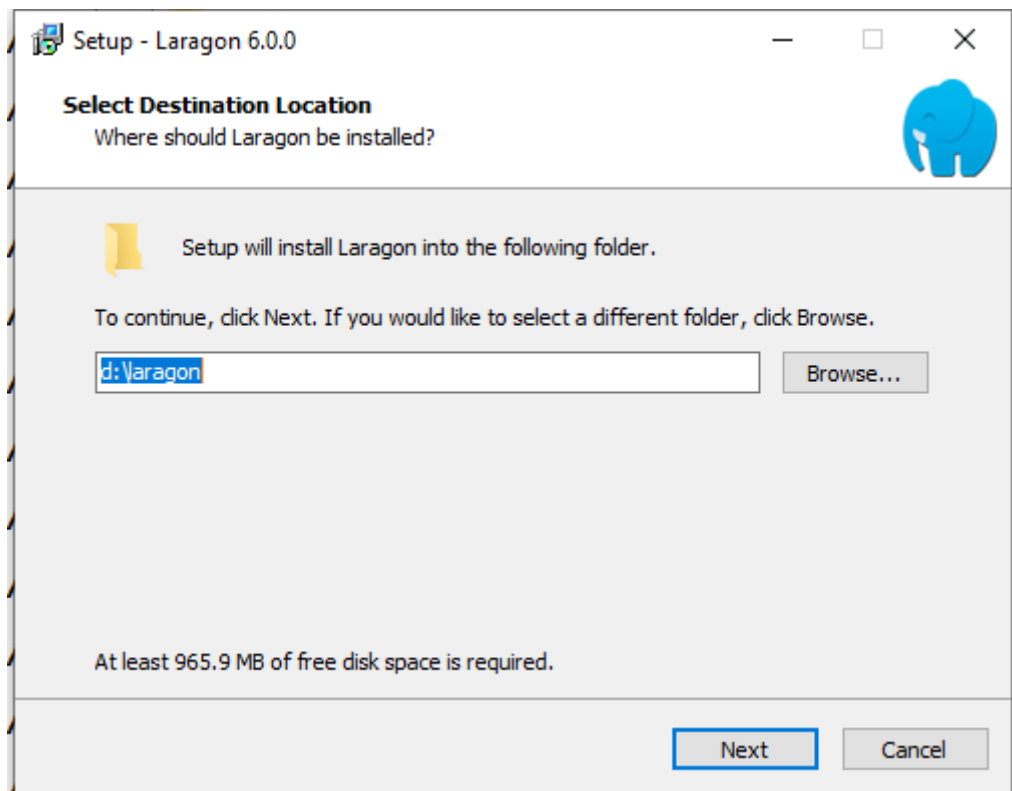 Setup - Laragon 6.0.0
Select Destination Location
Where should Laragon be installed?
Setup will install Laragon into the following folder.
To continue, click Next. If you would like to select a different folder, click Browse.
d:\laragon
Browse...
At least 965.9 MB of free disk space is required.
Next
Cancel